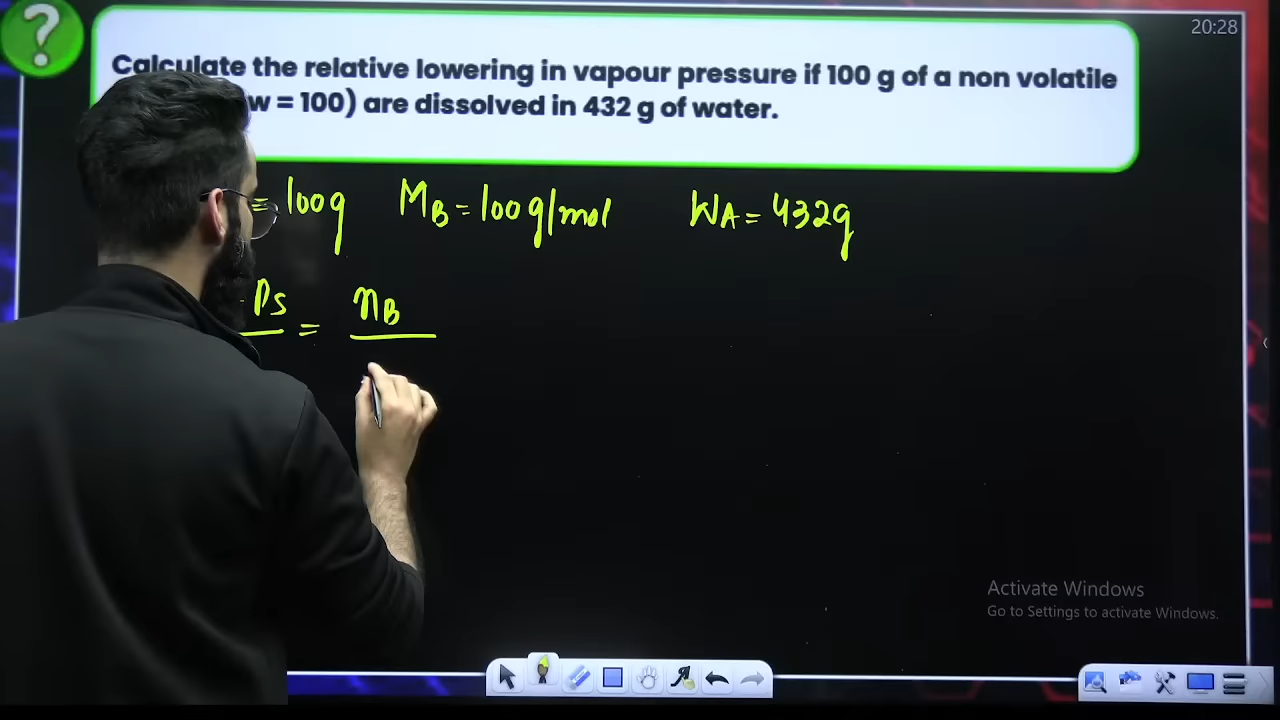 20:28
?
Calculate the relative lowering in vapour pressure if 100 g of a non volatile
w = 100) are dissolved in 432 g of water.
= 100g MB = 100g/mol WA = 432g
- Ps = nB
Activate Windows
Go to Settings to activate Windows.